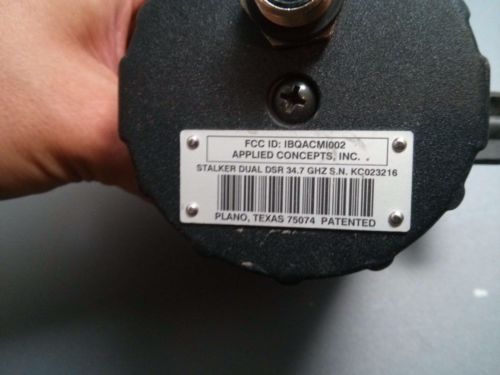 FCC ID: IBQACMI002
APPLIED CONCEPTS, INC.
STALKER DUAL DSR 34.7 GHZ S.N. KC023216
PLANO, TEXAS 75074 PATENTED